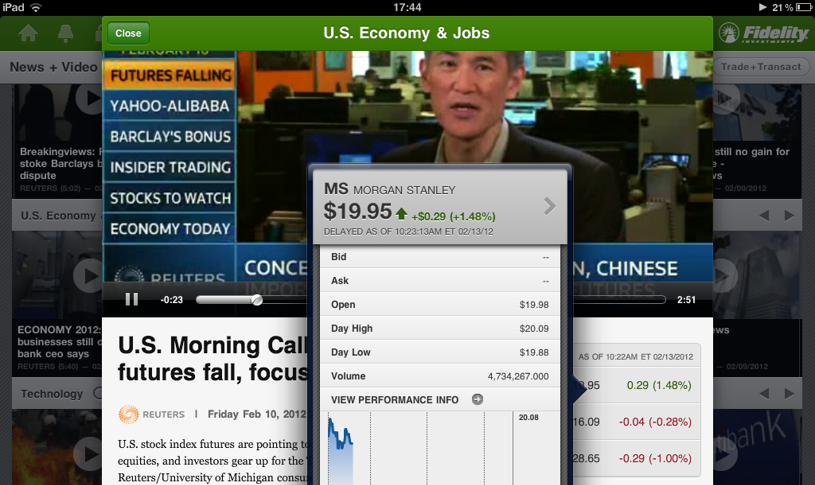 iPad 17:44 21%
Close U.S. Economy & Jobs Fidelity
INVESTMENTS
News + Video Trade+Transact
FEBRUARY 10
FUTURES FALLING
YAHOO-ALIBABA
BARCLAY'S BONUS
INSIDER TRADING
STOCKS TO WATCH
ECONOMY TODAY
REUTERS
CONCE
N, CHINESE
IMPOR
FUTURES
-0:23 2:51
Breakingviews:
stoke Barclays b
dispute
REUTERS (5:02) — 02
still no gain for
02/09/2012
U.S. Economy
ECONOMY 2012:
businesses still
bank ceo says
REUTERS (5:40) — 02
ws
02/09/2012
Technology
MS MORGAN STANLEY
$19.95 +$0.29 (+1.48%)
DELAYED AS OF 10:23:13AM ET 02/13/12
Bid --
Ask --
Open $19.98
Day High $20.09
Day Low $19.88
Volume 4,734,267.000
VIEW PERFORMANCE INFO
20.08
U.S. Morning Call
futures fall, focus
REUTERS | Friday Feb 10, 2012
U.S. stock index futures are pointing to
equities, and investors gear up for the
Reuters/University of Michigan consu
AS OF 10:22AM ET 02/13/2012
.95 0.29 (1.48%)
16.09 -0.04 (-0.28%)
28.65 -0.29 (-1.00%)
bank